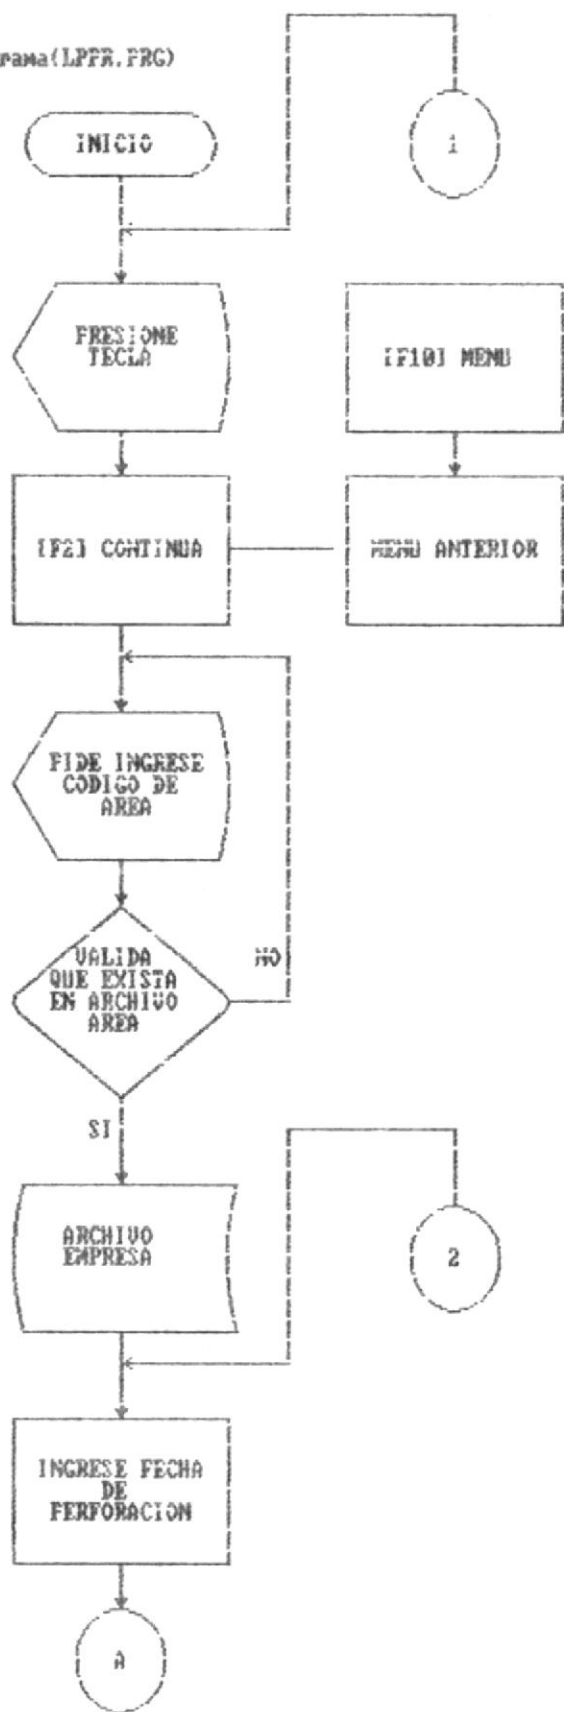 rama(LPPR.PRG)
INICIO
1
PRESIONE
TECLA
[F10] MENU
[F2] CONTINUA
MENU ANTERIOR
PIDE INGRESE
CODIGO DE
AREA
VALIDA
QUE EXISTA
EN ARCHIVO
AREA
NO
SI
ARCHIVO
EMPRESA
2
INGRESE FECHA
DE
PERFORACION
A